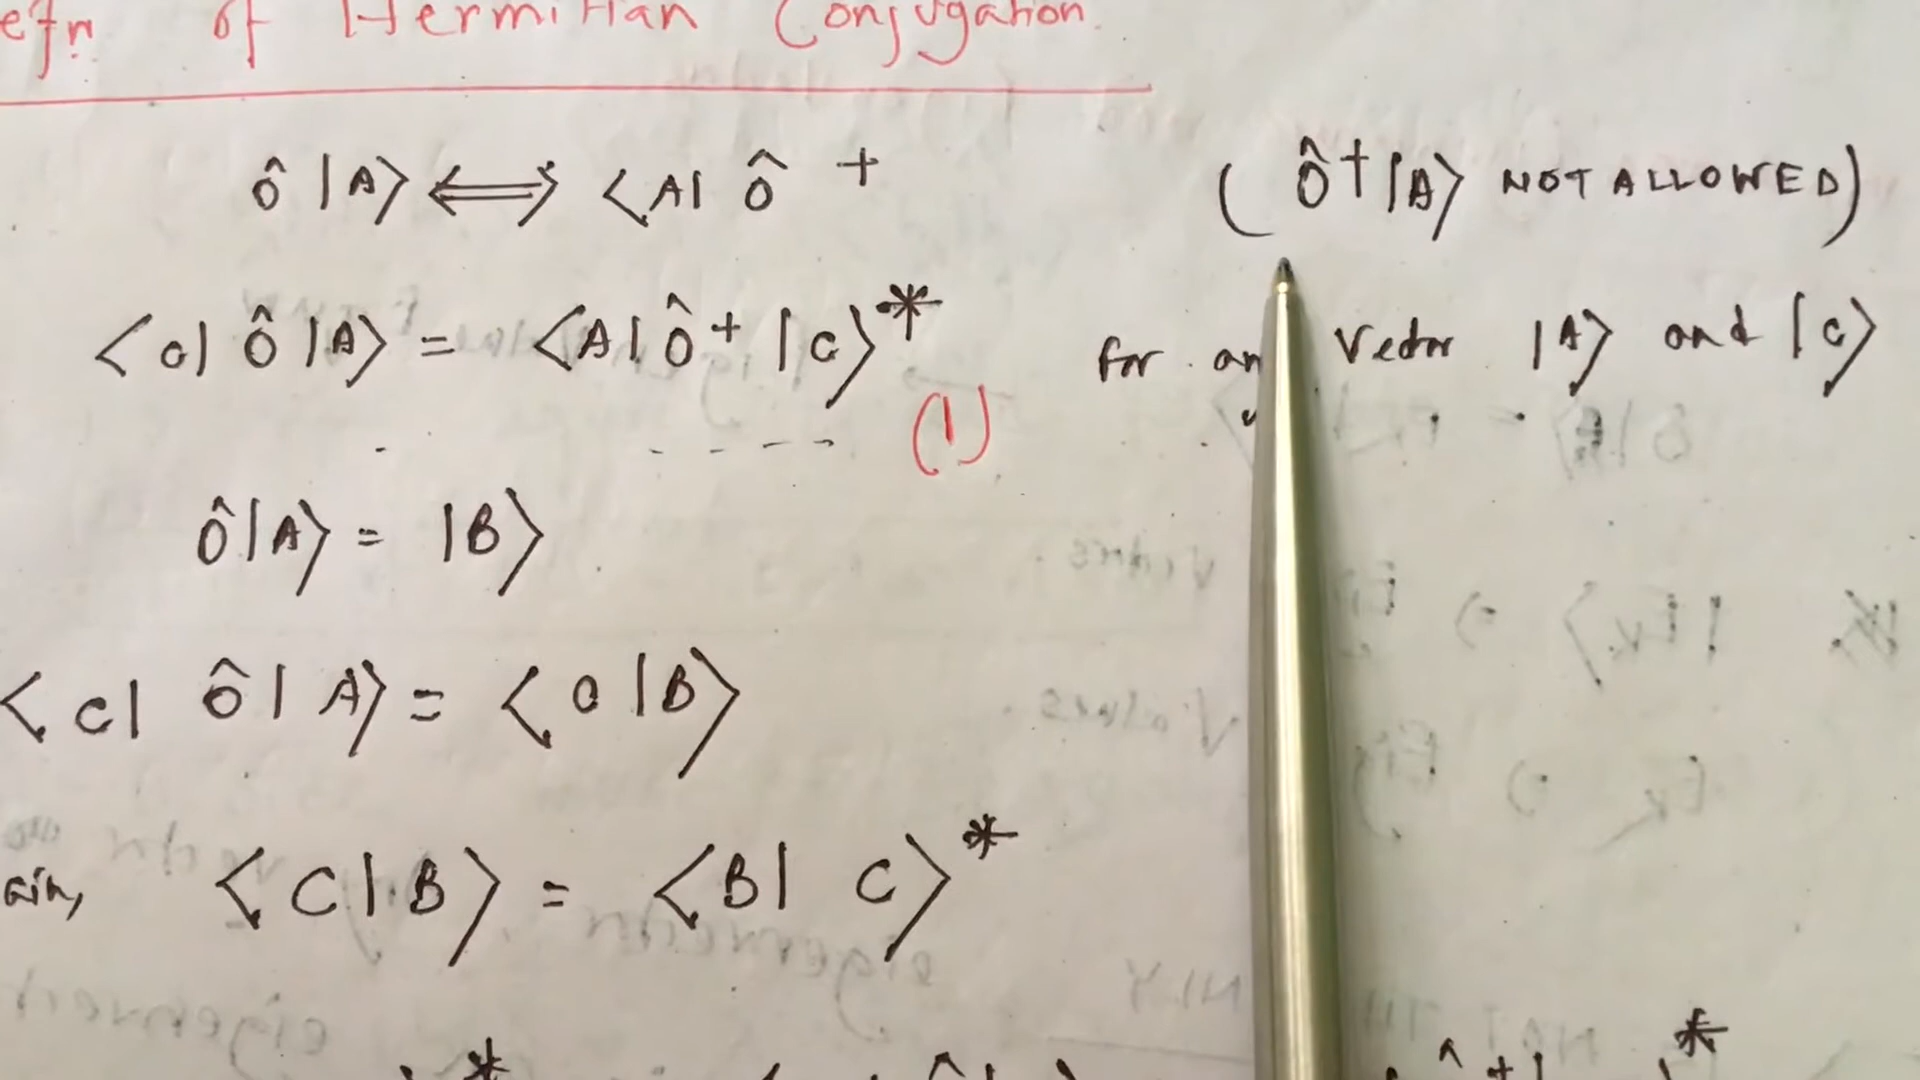 of Hermitian Conjugation.
Ô |A⟩ ⟺ ⟨A| Ô + ( Ô† |A⟩ NOT ALLOWED)
⟨C| Ô |A⟩ = ⟨A| Ô+ |C⟩* for any vector |A⟩ and |C⟩
- - - - - (1)
Ô|A⟩ = |B⟩
⟨C| Ô | A⟩ = ⟨C |B⟩
⟨C|B⟩ = ⟨B| C⟩*